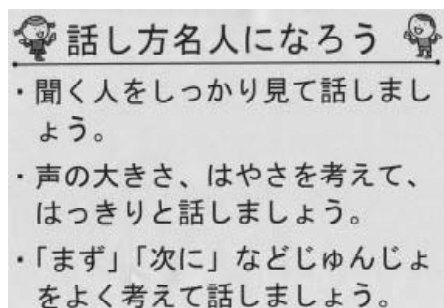 話し方名人になろう
・聞く人をしっかり見て話しまし
ょう。
・声の大きさ、はやさを考えて、
はっきりと話しましょう。
・「まず」「次に」などじゅんじょ
をよく考えて話しましょう。